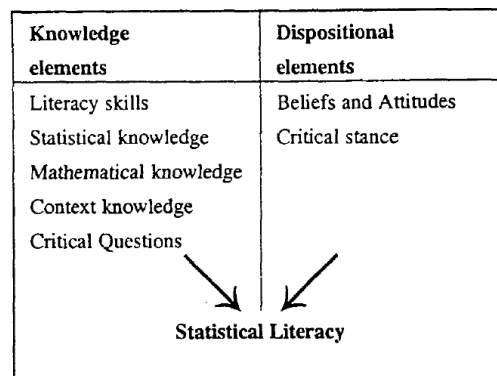 Knowledge
elements
Dispositional
elements
Literacy skills
Statistical knowledge
Mathematical knowledge
Context knowledge
Critical Questions
Beliefs and Attitudes
Critical stance
Statistical Literacy